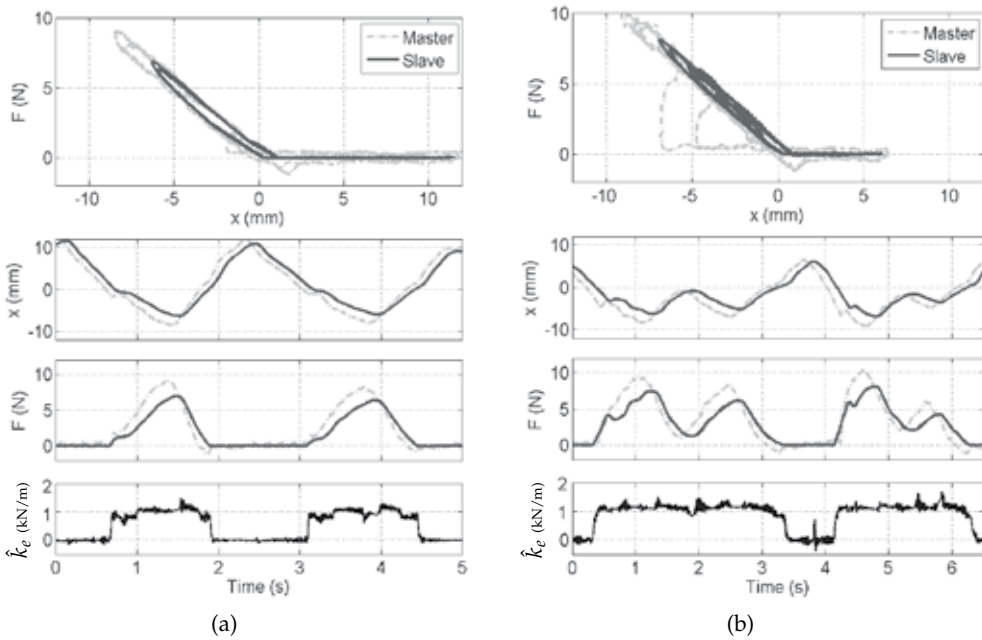 10
5
0
F (N)
Master
Slave
-10 -5 0 5 10
x (mm)
10
0
-10
x (mm)
10
5
0
F (N)
2
1
0
k̂e (kN/m)
0 1 2 3 4 5
Time (s)
(a)
10
5
0
F (N)
Master
Slave
-10 -5 0 5 10
x (mm)
10
0
-10
x (mm)
10
5
0
F (N)
2
1
0
k̂e (kN/m)
0 1 2 3 4 5 6
Time (s)
(b)